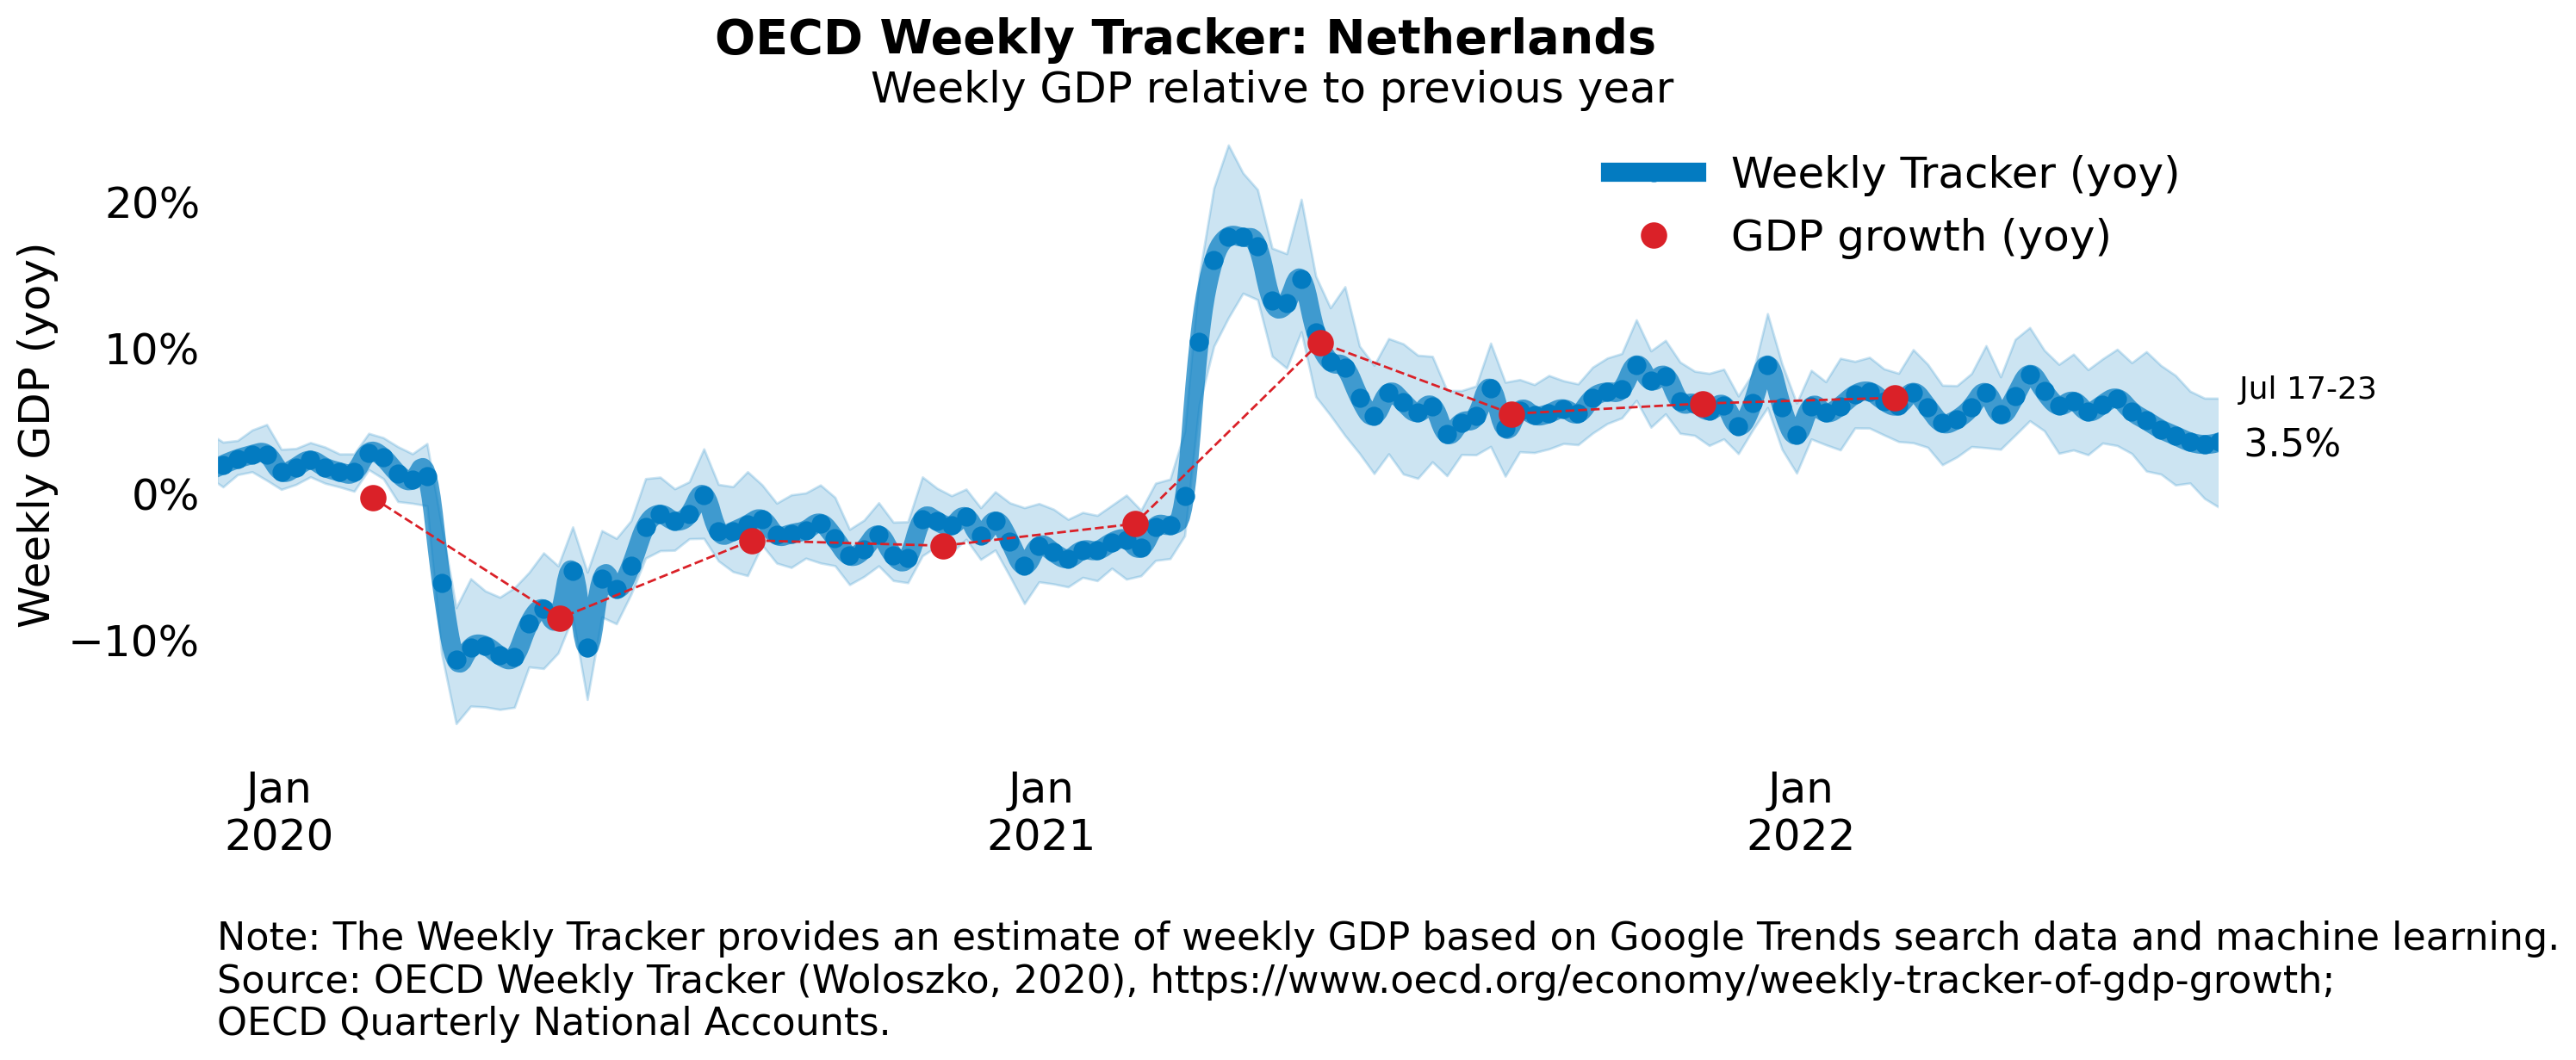 OECD Weekly Tracker: Netherlands
Weekly GDP relative to previous year
Weekly Tracker (yoy)
GDP growth (yoy)
Weekly GDP (yoy)
20%
10%
0%
−10%
Jul 17-23
3.5%
Jan
2020
Jan
2021
Jan
2022
Note: The Weekly Tracker provides an estimate of weekly GDP based on Google Trends search data and machine learning.
Source: OECD Weekly Tracker (Woloszko, 2020), https://www.oecd.org/economy/weekly-tracker-of-gdp-growth;
OECD Quarterly National Accounts.